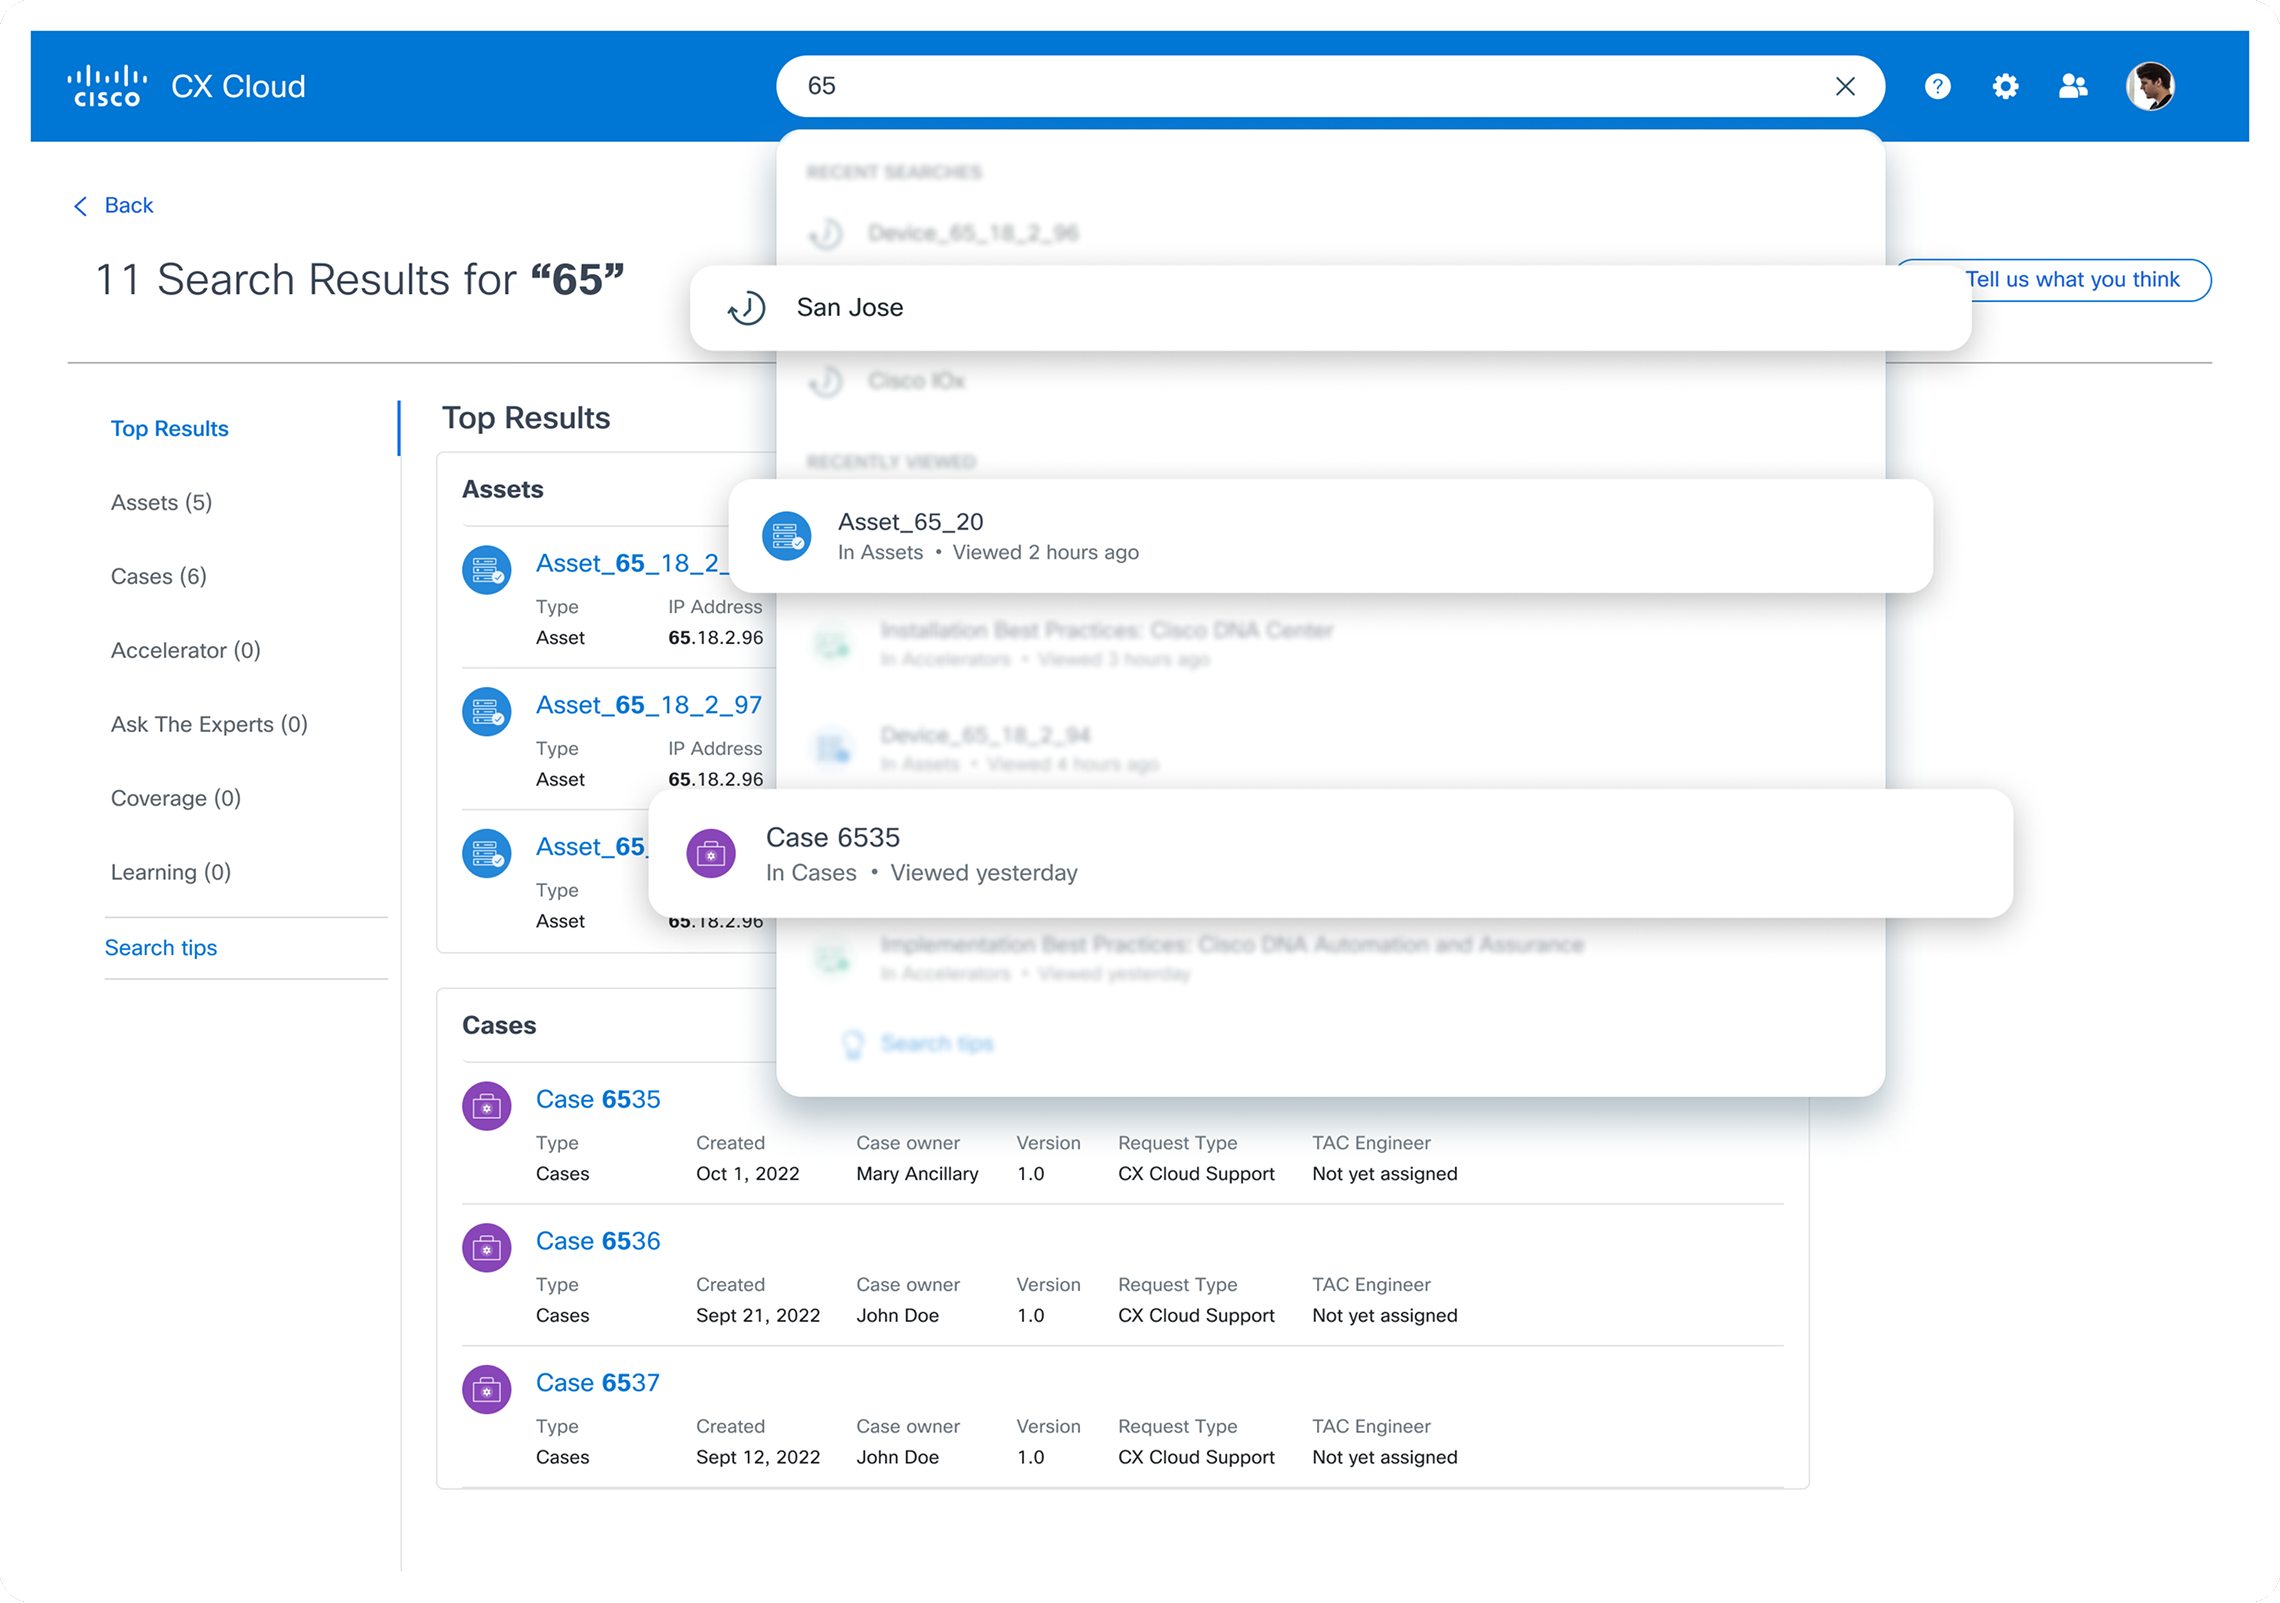 CISCO CX Cloud
65
?
Back
11 Search Results for “65”
Tell us what you think
RECENT SEARCHES
Device_65_18_2_96
San Jose
Cisco IOx
RECENTLY VIEWED
Asset_65_20
In Assets • Viewed 2 hours ago
Installation Best Practices: Cisco DNA Center
In Accelerators • Viewed 3 hours ago
Device_65_18_2_94
In Assets • Viewed 4 hours ago
Case 6535
In Cases • Viewed yesterday
Implementation Best Practices: Cisco DNA Automation and Assurance
In Accelerators • Viewed yesterday
Search tips
Top Results
Assets (5)
Cases (6)
Accelerator (0)
Ask The Experts (0)
Coverage (0)
Learning (0)
Search tips
Top Results
Assets
Asset_65_18_2_
Type IP Address
Asset 65.18.2.96
Asset_65_18_2_97
Type IP Address
Asset 65.18.2.96
Asset_65_
Type
Asset 65.18.2.96
Cases
Case 6535
Type Created Case owner Version Request Type TAC Engineer
Cases Oct 1, 2022 Mary Ancillary 1.0 CX Cloud Support Not yet assigned
Case 6536
Type Created Case owner Version Request Type TAC Engineer
Cases Sept 21, 2022 John Doe 1.0 CX Cloud Support Not yet assigned
Case 6537
Type Created Case owner Version Request Type TAC Engineer
Cases Sept 12, 2022 John Doe 1.0 CX Cloud Support Not yet assigned